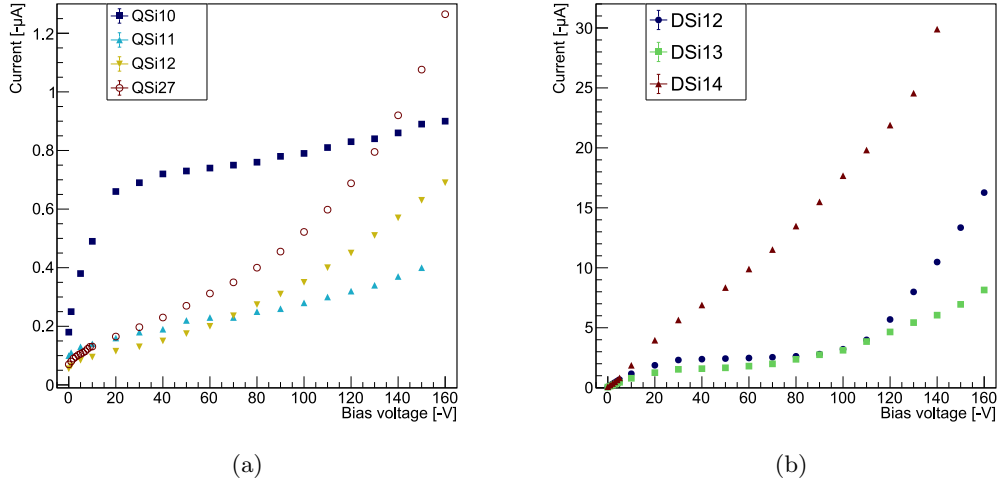 Current [-μA]
QSi10
QSi11
QSi12
QSi27
0
0.2
0.4
0.6
0.8
1
1.2
0 20 40 60 80 100 120 140 160
Bias voltage [-V]
(a)
Current [-μA]
DSi12
DSi13
DSi14
0
5
10
15
20
25
30
0 20 40 60 80 100 120 140 160
Bias voltage [-V]
(b)